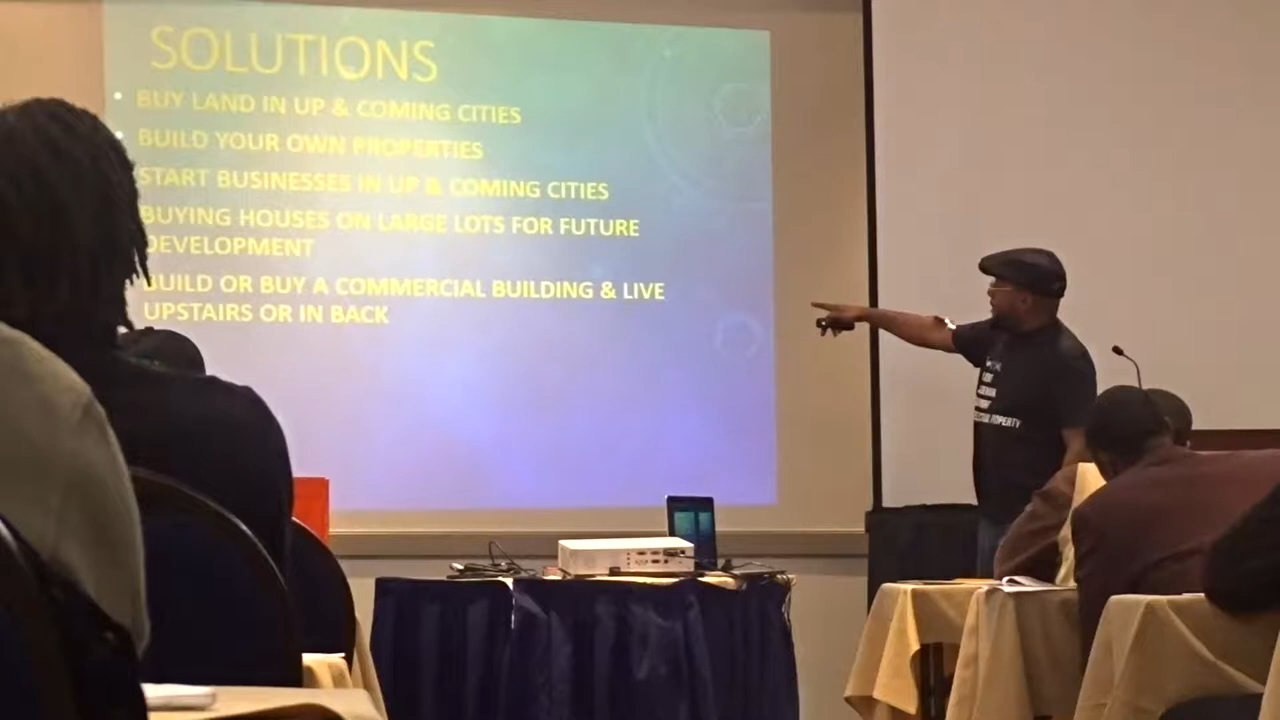 SOLUTIONS
BUY LAND IN UP & COMING CITIES
BUILD YOUR OWN PROPERTIES
START BUSINESSES IN UP & COMING CITIES
BUYING HOUSES ON LARGE LOTS FOR FUTURE
DEVELOPMENT
BUILD OR BUY A COMMERCIAL BUILDING & LIVE
UPSTAIRS OR IN BACK
PROPERTY